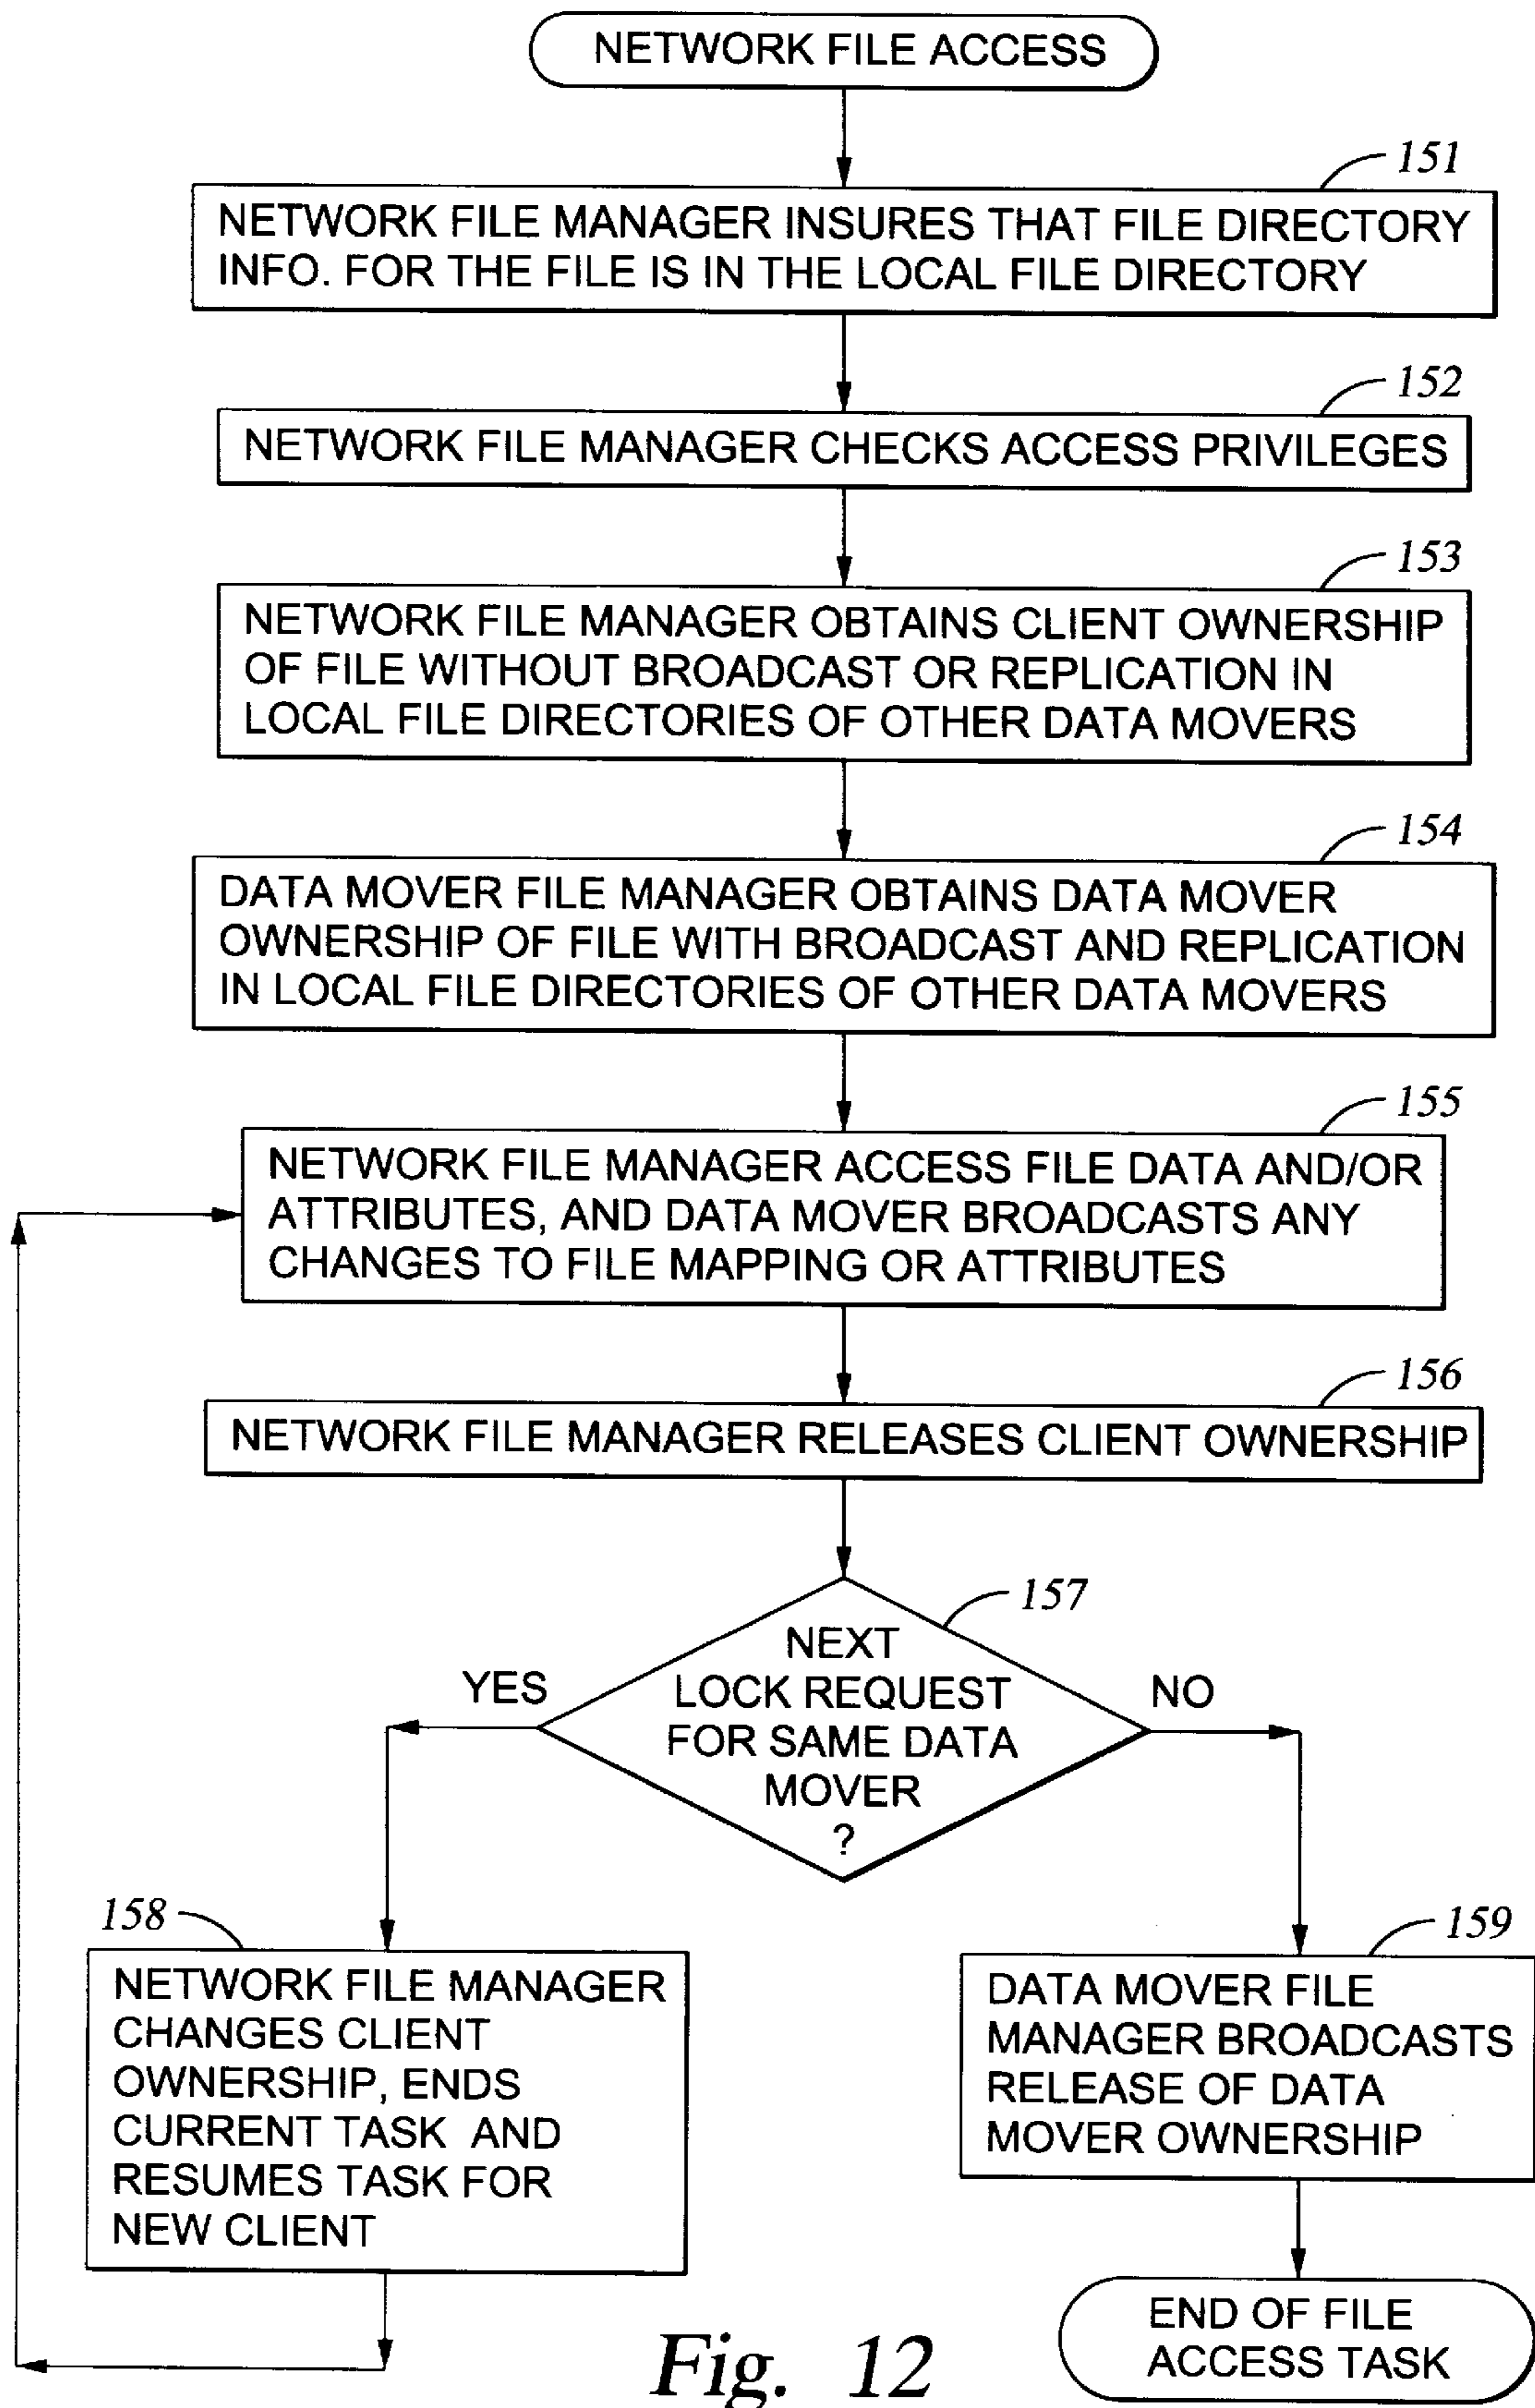 NETWORK FILE ACCESS
151
NETWORK FILE MANAGER INSURES THAT FILE DIRECTORY
INFO. FOR THE FILE IS IN THE LOCAL FILE DIRECTORY
152
NETWORK FILE MANAGER CHECKS ACCESS PRIVILEGES
153
NETWORK FILE MANAGER OBTAINS CLIENT OWNERSHIP
OF FILE WITHOUT BROADCAST OR REPLICATION IN
LOCAL FILE DIRECTORIES OF OTHER DATA MOVERS
154
DATA MOVER FILE MANAGER OBTAINS DATA MOVER
OWNERSHIP OF FILE WITH BROADCAST AND REPLICATION
IN LOCAL FILE DIRECTORIES OF OTHER DATA MOVERS
155
NETWORK FILE MANAGER ACCESS FILE DATA AND/OR
ATTRIBUTES, AND DATA MOVER BROADCASTS ANY
CHANGES TO FILE MAPPING OR ATTRIBUTES
156
NETWORK FILE MANAGER RELEASES CLIENT OWNERSHIP
157
NEXT
LOCK REQUEST
FOR SAME DATA
MOVER
?
YES
NO
158
NETWORK FILE MANAGER
CHANGES CLIENT
OWNERSHIP, ENDS
CURRENT TASK AND
RESUMES TASK FOR
NEW CLIENT
159
DATA MOVER FILE
MANAGER BROADCASTS
RELEASE OF DATA
MOVER OWNERSHIP
END OF FILE
ACCESS TASK
Fig. 12